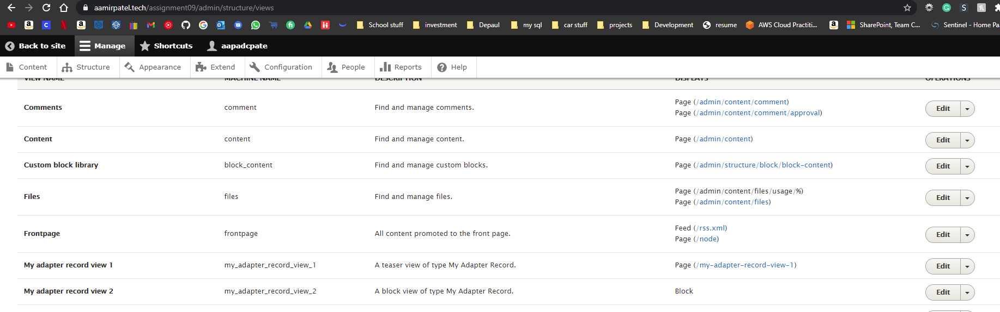 aamirpatel.tech/assignment09/admin/structure/views
School stuff investment Depaul my sql car stuff projects Development resume AWS Cloud Practiti... SharePoint, Team C... Sentinel - Home Pa
Back to site Manage Shortcuts aapadcpate
Content Structure Appearance Extend Configuration People Reports Help
VIEW NAME MACHINE NAME DESCRIPTION DISPLAYS OPERATIONS
Comments comment Find and manage comments. Page (/admin/content/comment) Edit
Page (/admin/content/comment/approval)
Content content Find and manage content. Page (/admin/content) Edit
Custom block library block_content Find and manage custom blocks. Page (/admin/structure/block/block-content) Edit
Files files Find and manage files. Page (/admin/content/files/usage/%) Edit
Page (/admin/content/files)
Frontpage frontpage All content promoted to the front page. Feed (/rss.xml) Edit
Page (/node)
My adapter record view 1 my_adapter_record_view_1 A teaser view of type My Adapter Record. Page (/my-adapter-record-view-1) Edit
My adapter record view 2 my_adapter_record_view_2 A block view of type My Adapter Record. Block Edit